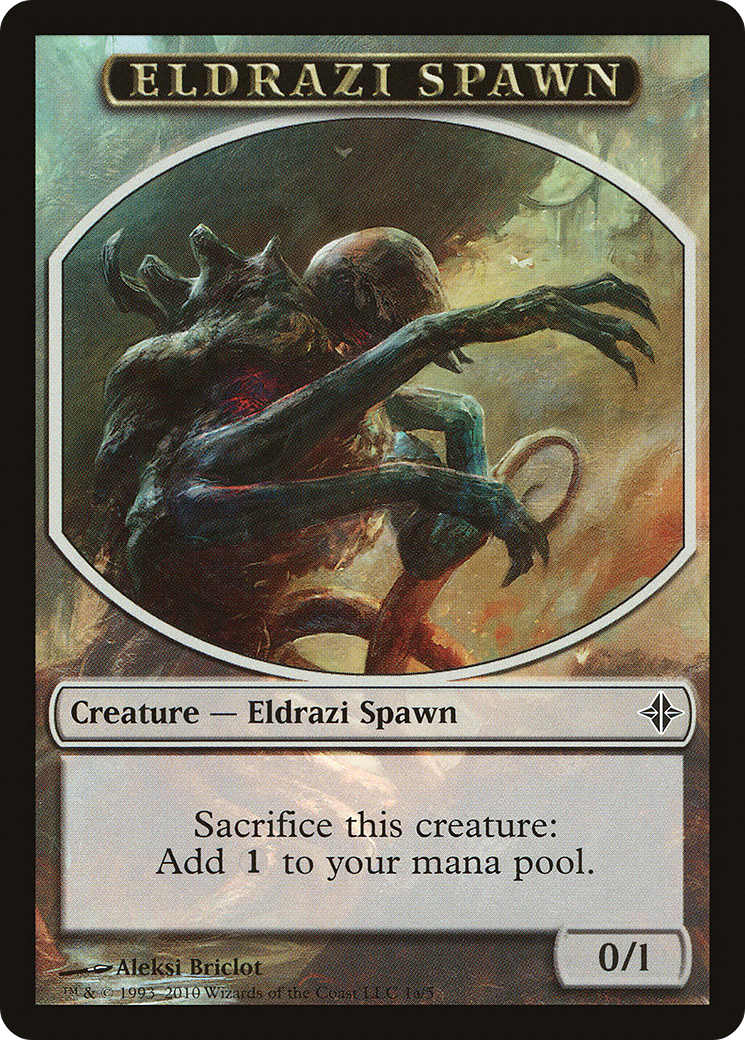 ELDRAZI SPAWN
Creature — Eldrazi Spawn
Sacrifice this creature:
Add 1 to your mana pool.
0/1
Aleksi Briclot
™ & © 1993–2010 Wizards of the Coast LLC 1a/5